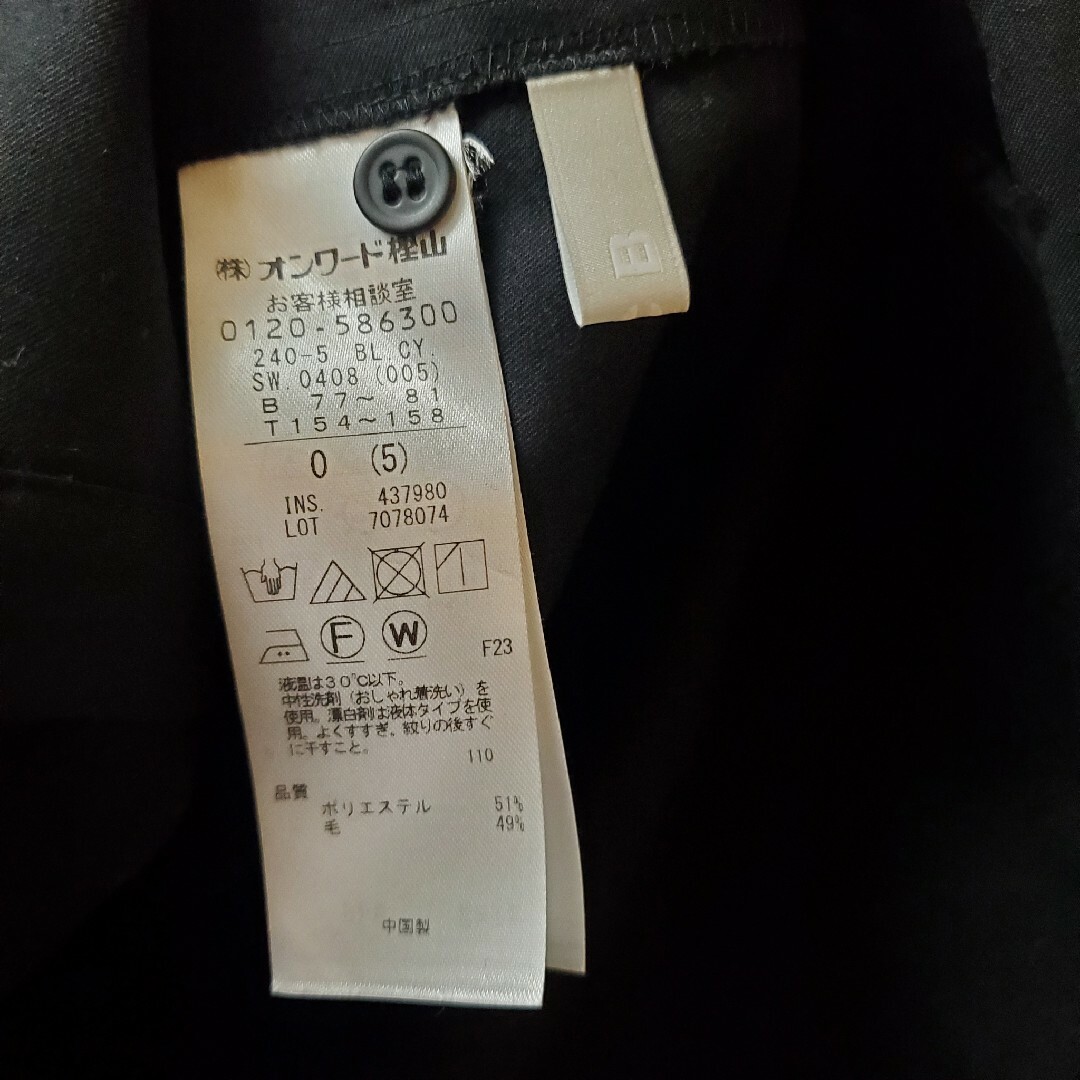 (株)オンワード樫山
お客様相談室
0120-586300
240-5 BL.CY.
SW.0408 (005)
B 77～ 81
T154～158
0 (5)
INS. 437980
LOT 7078074
F W
F23
液温は30℃以下。
中性洗剤（おしゃれ着洗い）を
使用。漂白剤は液体タイプを使
用。よくすすぎ、絞りの後すぐ
に干すこと。
110
品質
ポリエステル 51%
毛 49%
中国製
B